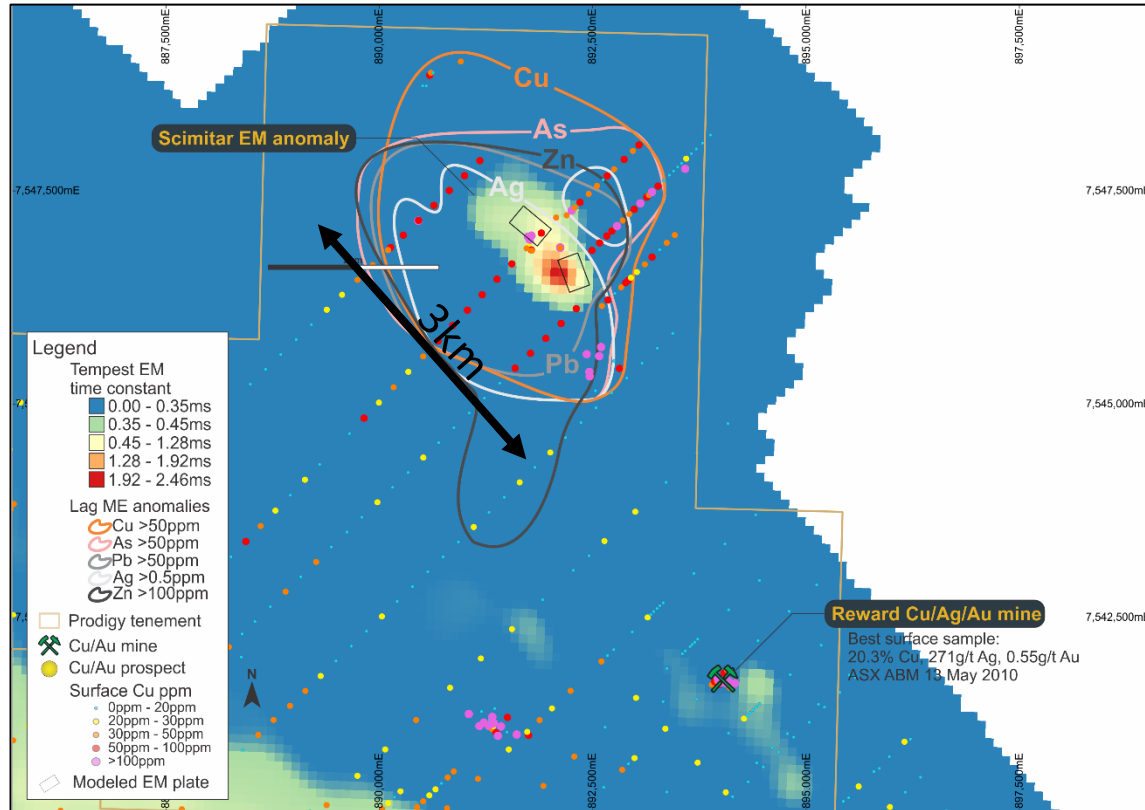 887,500mE
890,000mE
892,500mE
895,000mE
897,500mE
Cu
As
Scimitar EM anomaly
Zn
Ag
7,547,500mE
7,547,500ml
3km
Pb
Legend
Tempest EM
time constant
0.00 - 0.35ms
0.35 - 0.45ms
0.45 - 1.28ms
1.28 - 1.92ms
1.92 - 2.46ms
Lag ME anomalies
Cu >50ppm
As >50ppm
Pb >50ppm
Ag >0.5ppm
Zn >100ppm
Prodigy tenement
Cu/Au mine
Cu/Au prospect
Surface Cu ppm
0ppm - 20ppm
20ppm - 30ppm
30ppm - 50ppm
50ppm - 100ppm
>100ppm
Modeled EM plate
7,545,000ml
7,542,500ml
Reward Cu/Ag/Au mine
Best surface sample:
20.3% Cu, 271g/t Ag, 0.55g/t Au
ASX ABM 13 May 2010
N
890,000mE
892,500mE
895,000mE
897,500mE